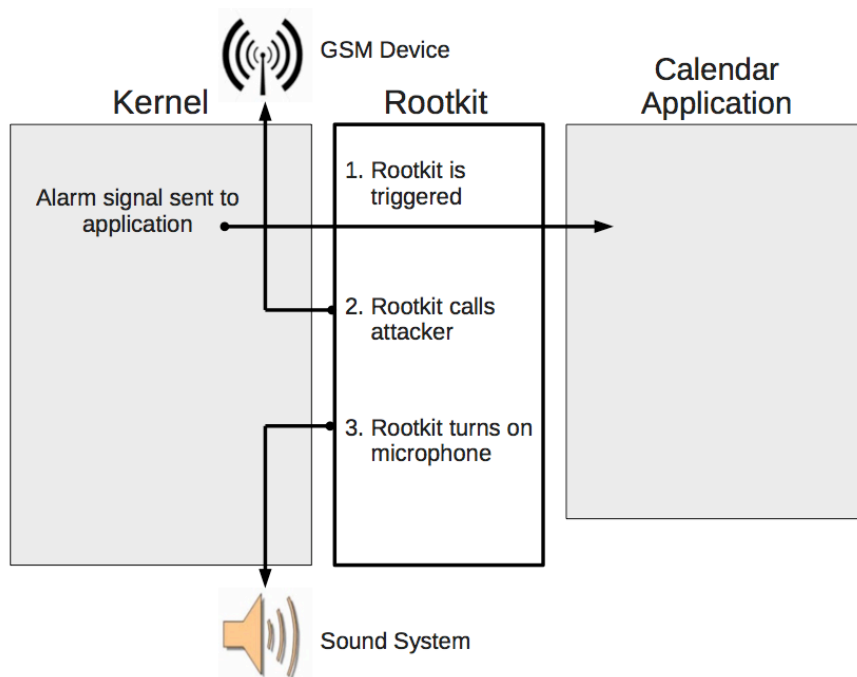 GSM Device
Kernel
Rootkit
Calendar
Application
Alarm signal sent to
application
1. Rootkit is
triggered
2. Rootkit calls
attacker
3. Rootkit turns on
microphone
Sound System